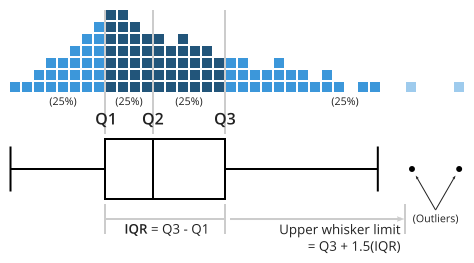 (25%) (25%) (25%) (25%)
Q1 Q2 Q3
(Outliers)
IQR = Q3 - Q1
Upper whisker limit
= Q3 + 1.5(IQR)